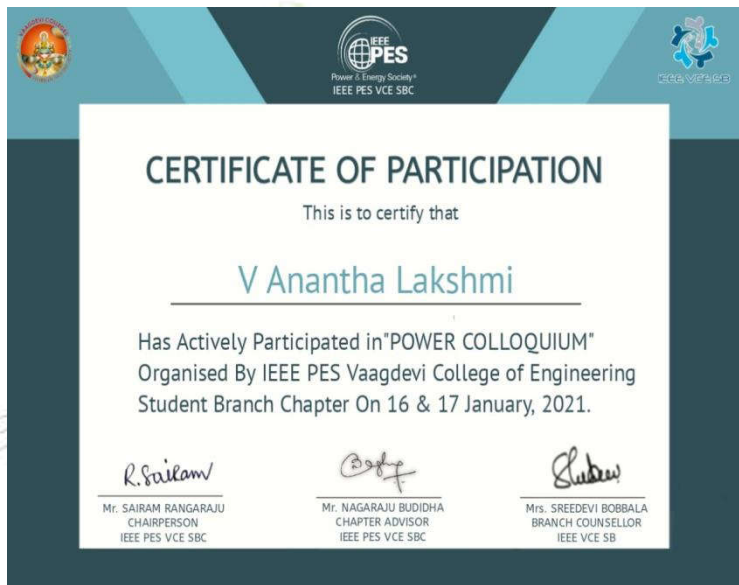 VAAGDEVI COLLEGES
IEEE
PES
Power & Energy Society®
IEEE PES VCE SBC
IEEE VCE SB
CERTIFICATE OF PARTICIPATION
This is to certify that
V Anantha Lakshmi
Has Actively Participated in"POWER COLLOQUIUM"
Organised By IEEE PES Vaagdevi College of Engineering
Student Branch Chapter On 16 & 17 January, 2021.
R.Sairam
Mr. SAIRAM RANGARAJU
CHAIRPERSON
IEEE PES VCE SBC
Mr. NAGARAJU BUDIDHA
CHAPTER ADVISOR
IEEE PES VCE SBC
Mrs. SREEDEVI BOBBALA
BRANCH COUNSELLOR
IEEE VCE SB